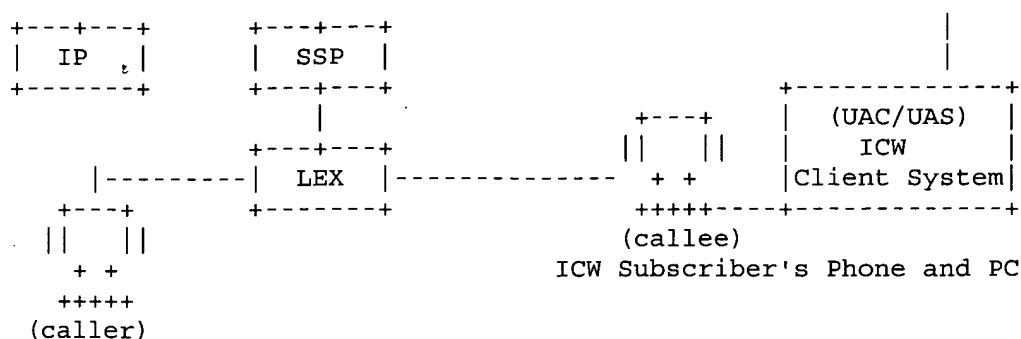 +---+---+ +---+---+ |
| IP t | | SSP | |
+-------+ +---+---+ +-------------+
| +---+ | (UAC/UAS) |
+---+---+ || || | ICW |
|---------| LEX |-------------- + + |Client System|
+---+ +-------+ +++++----+-------------+
|| || (callee)
+ + ICW Subscriber's Phone and PC
+++++
(caller)